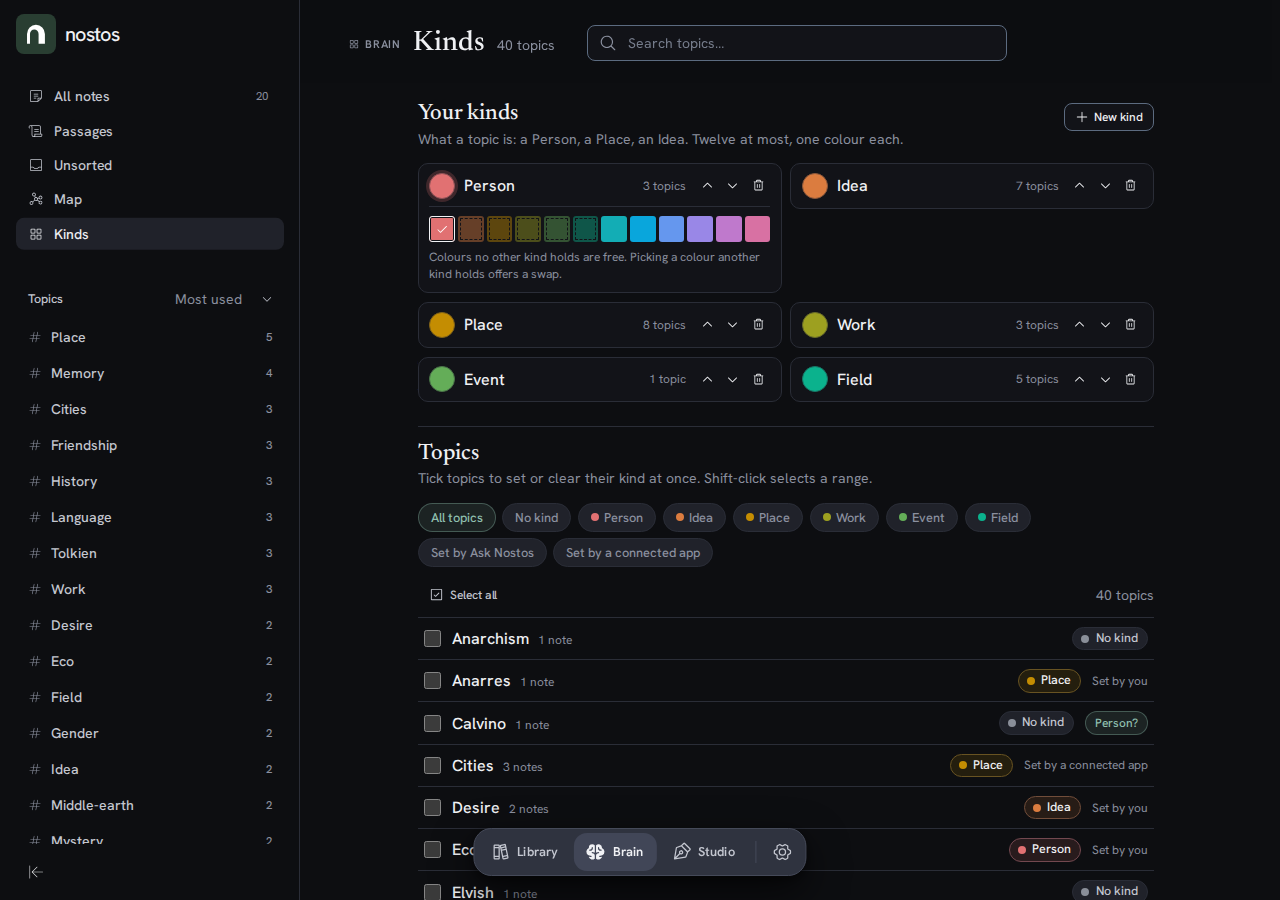 nostos
All notes 20
Passages
Unsorted
Map
Kinds
Topics Most used
# Place 5
# Memory 4
# Cities 3
# Friendship 3
# History 3
# Language 3
# Tolkien 3
# Work 3
# Desire 2
# Eco 2
# Field 2
# Gender 2
# Idea 2
# Middle-earth 2
# Mystery 2
BRAIN Kinds 40 topics
Search topics...
Your kinds
New kind
What a topic is: a Person, a Place, an Idea. Twelve at most, one colour each.
Person 3 topics
Idea 7 topics
Colours no other kind holds are free. Picking a colour another
kind holds offers a swap.
Place 8 topics
Work 3 topics
Event 1 topic
Field 5 topics
Topics
Tick topics to set or clear their kind at once. Shift-click selects a range.
All topics No kind Person Idea Place Work Event Field
Set by Ask Nostos Set by a connected app
Select all 40 topics
Anarchism 1 note No kind
Anarres 1 note Place Set by you
Calvino 1 note No kind Person?
Cities 3 notes Place Set by a connected app
Desire 2 notes Idea Set by you
Person Set by you
Elvish 1 note No kind
Library Brain Studio